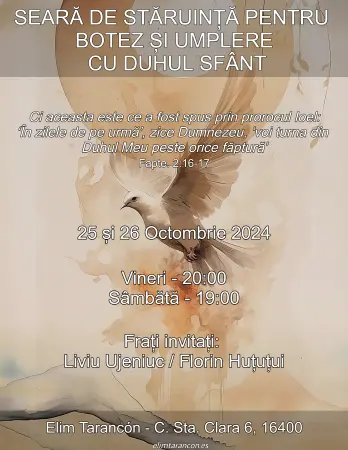 SEARĂ DE STĂRUINȚĂ PENTRU
BOTEZ ȘI UMPLERE
CU DUHUL SFÂNT
Ci aceasta este ce a fost spus prin prorocul Ioel:
'În zilele de pe urmă', zice Dumnezeu, 'voi turna din
Duhul Meu peste orice făptură'
Fapte. 2.16-17
25 și 26 Octombrie 2024
Vineri - 20:00
Sâmbătă - 19:00
Frați invitați:
Liviu Ujeniuc / Florin Huțuțui
Elim Tarancòn - C. Sta. Clara 6, 16400
elimtarancon.es